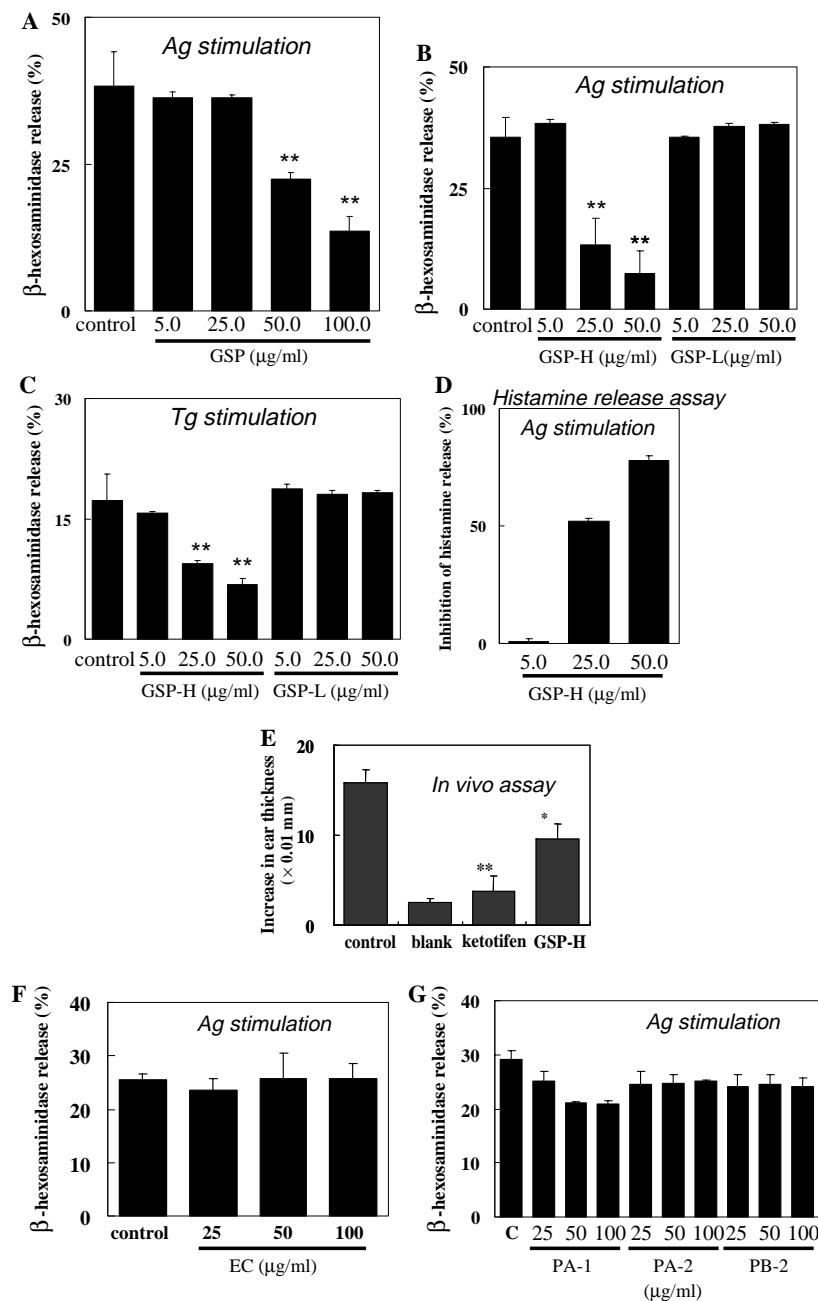 A
Ag stimulation
β-hexosaminidase release (%)
50
25
0
** **
control 5.0 25.0 50.0 100.0
GSP (μg/ml)
B
Ag stimulation
β-hexosaminidase release (%)
50
25
0
** **
control 5.0 25.0 50.0 5.0 25.0 50.0
GSP-H (μg/ml) GSP-L(μg/ml)
C
Tg stimulation
β-hexosaminidase release (%)
30
15
0
** **
control 5.0 25.0 50.0 5.0 25.0 50.0
GSP-H (μg/ml) GSP-L (μg/ml)
D
Histamine release assay
Ag stimulation
Inhibition of histamine release (%)
100
50
0
5.0 25.0 50.0
GSP-H (μg/ml)
E
In vivo assay
Increase in ear thickness
(× 0.01 mm)
20
10
0
** *
control blank ketotifen GSP-H
F
Ag stimulation
β-hexosaminidase release (%)
40
30
20
10
0
control 25 50 100
EC (μg/ml)
G
Ag stimulation
β-hexosaminidase release (%)
40
30
20
10
0
C 25 50 100 25 50 100 25 50 100
PA-1 PA-2 PB-2
(μg/ml)